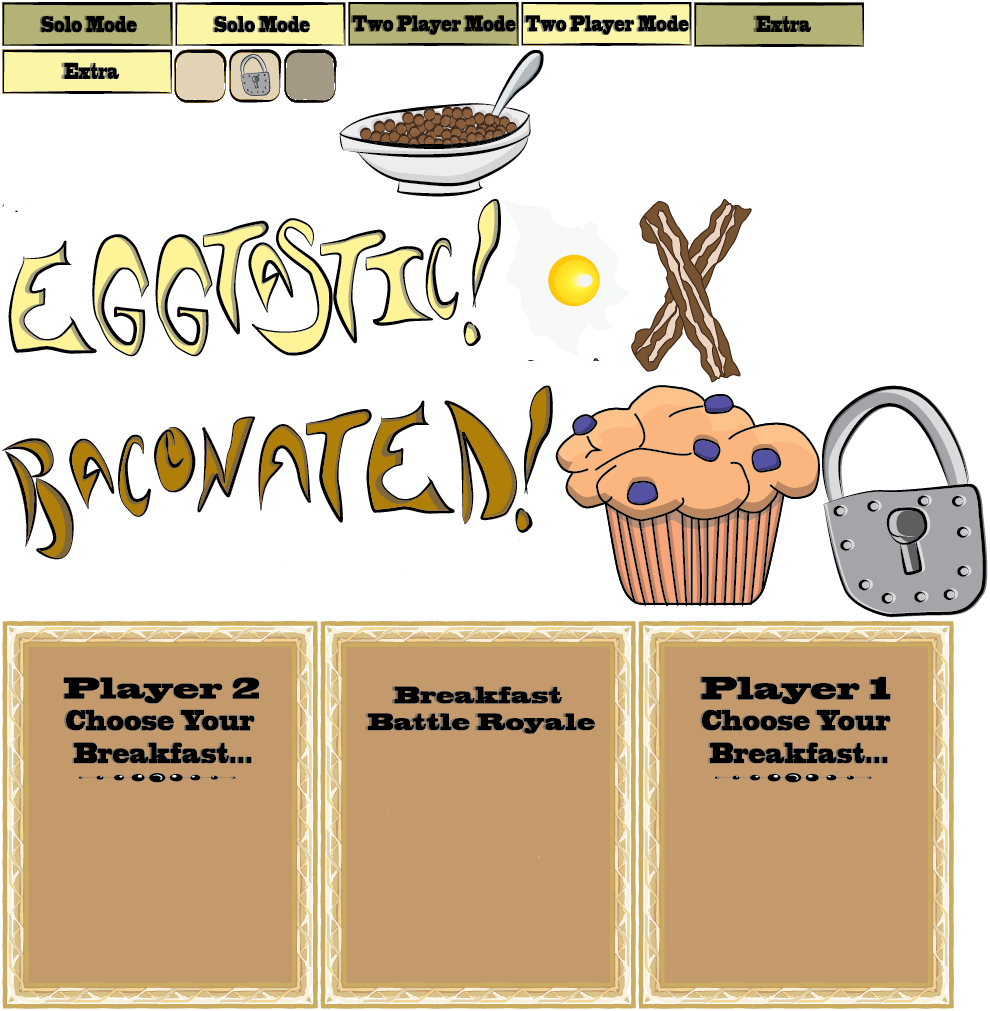 Solo Mode
Solo Mode
Two Player Mode
Two Player Mode
Extra
Extra
EGGTASTIC!
BACONATED!
Player 2
Choose Your
Breakfast...
Breakfast
Battle Royale
Player 1
Choose Your
Breakfast...